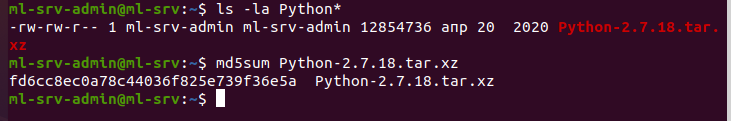 ml-srv-admin@ml-srv:~$ ls -la Python*
-rw-rw-r-- 1 ml-srv-admin ml-srv-admin 12854736 апр 20  2020 Python-2.7.18.tar.
xz
ml-srv-admin@ml-srv:~$ md5sum Python-2.7.18.tar.xz
fd6cc8ec0a78c44036f825e739f36e5a  Python-2.7.18.tar.xz
ml-srv-admin@ml-srv:~$